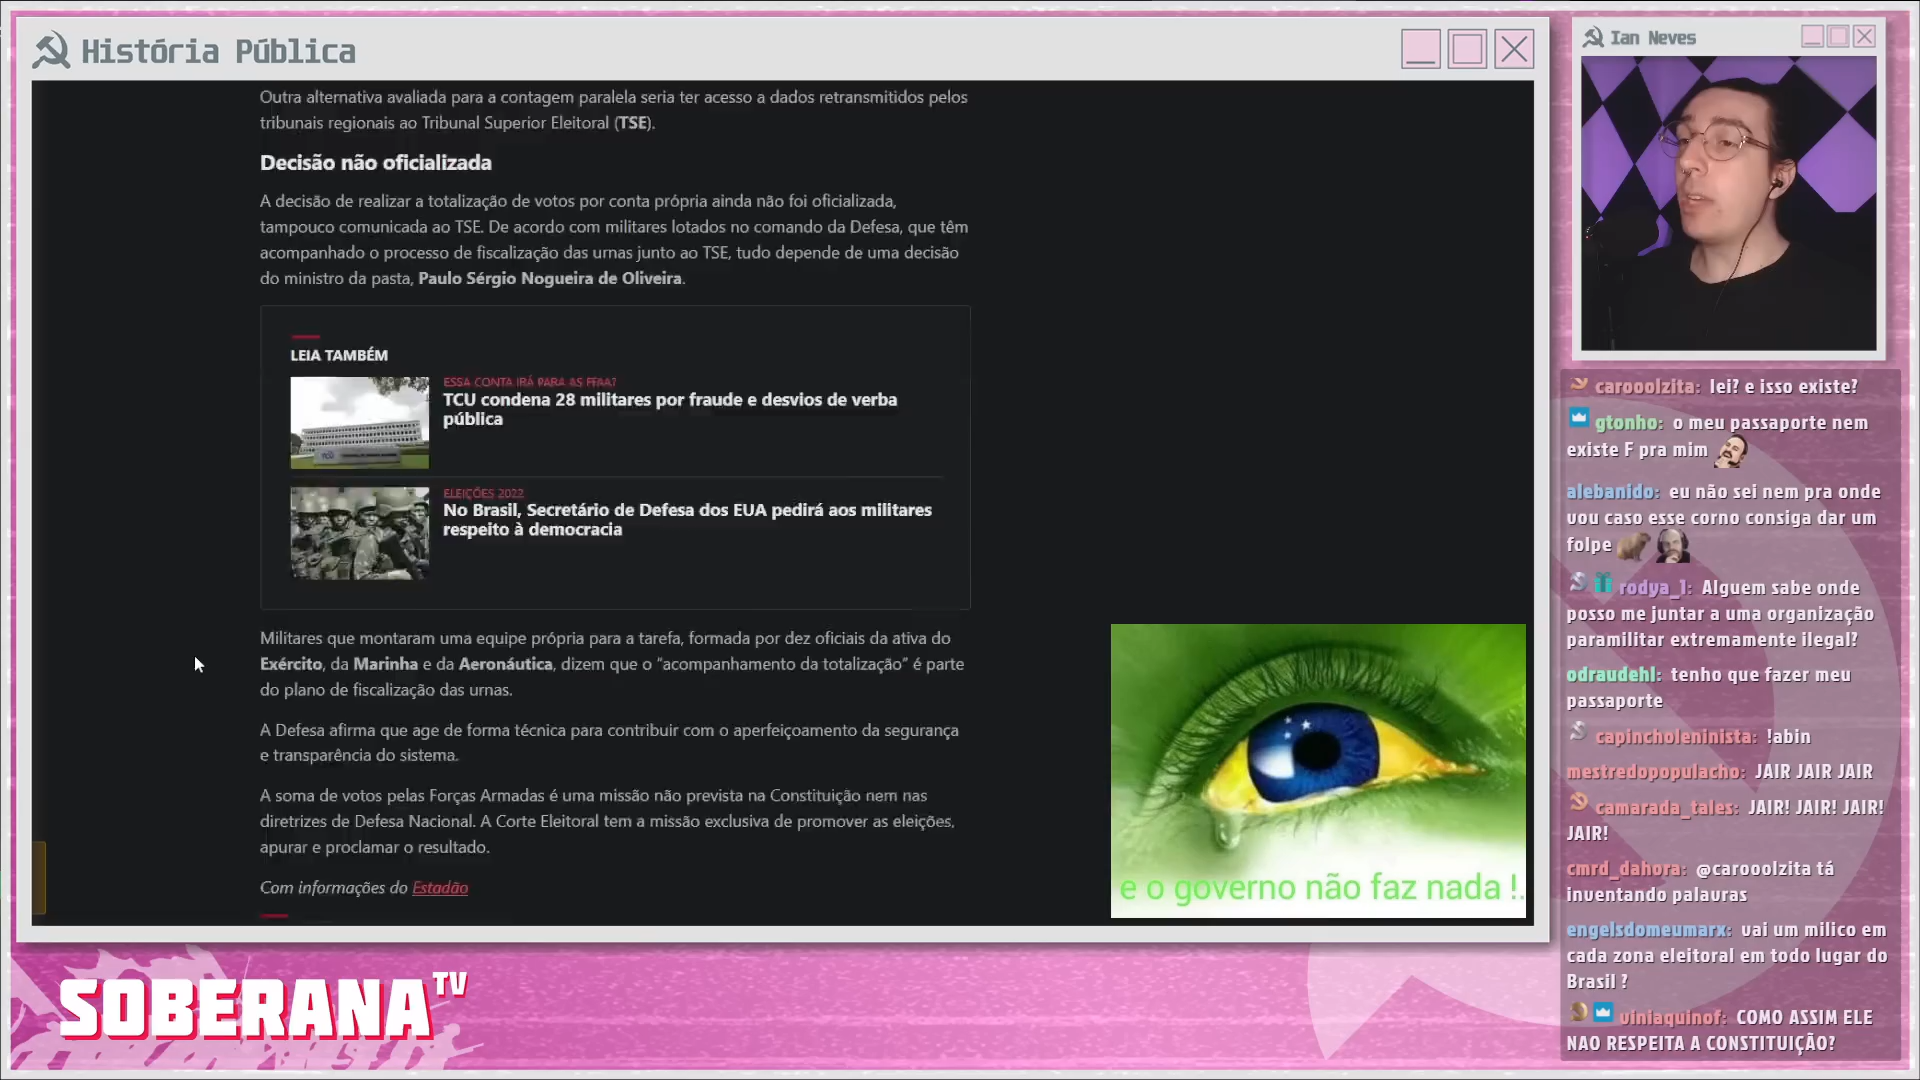 História Pública
Outra alternativa avaliada para a contagem paralela seria ter acesso a dados retransmitidos pelos
tribunais regionais ao Tribunal Superior Eleitoral (TSE).
Decisão não oficializada
A decisão de realizar a totalização de votos por conta própria ainda não foi oficializada,
tampouco comunicada ao TSE. De acordo com militares lotados no comando da Defesa, que têm
acompanhado o processo de fiscalização das urnas junto ao TSE, tudo depende de uma decisão
do ministro da pasta, Paulo Sérgio Nogueira de Oliveira.
LEIA TAMBÉM
ESSA CONTA IRÁ PARA AS FFAA?
TCU condena 28 militares por fraude e desvios de verba
pública
ELEIÇÕES 2022
No Brasil, Secretário de Defesa dos EUA pedirá aos militares
respeito à democracia
Militares que montaram uma equipe própria para a tarefa, formada por dez oficiais da ativa do
Exército, da Marinha e da Aeronáutica, dizem que o “acompanhamento da totalização” é parte
do plano de fiscalização das urnas.
A Defesa afirma que age de forma técnica para contribuir com o aperfeiçoamento da segurança
e transparência do sistema.
A soma de votos pelas Forças Armadas é uma missão não prevista na Constituição nem nas
diretrizes de Defesa Nacional. A Corte Eleitoral tem a missão exclusiva de promover as eleições,
apurar e proclamar o resultado.
Com informações do Estadão
e o governo não faz nada !.
SOBERANA TV
Ian Neves
carooolzita: lei? e isso existe?
gtonho: o meu passaporte nem
existe F pra mim
alebanido: eu não sei nem pra onde
vou caso esse corno consiga dar um
folpe
rodya_l: Alguem sabe onde
posso me juntar a uma organização
paramilitar extremamente ilegal?
odraudehl: tenho que fazer meu
passaporte
capincholeninista: !abin
mestredopopulacho: JAIR JAIR JAIR
camarada_tales: JAIR! JAIR! JAIR!
JAIR!
cmrd_dahora: @carooolzita tá
inventando palavras
engelsdomeumarx: vai um milico em
cada zona eleitoral em todo lugar do
Brasil ?
viniaquinof: COMO ASSIM ELE
NAO RESPEITA A CONSTITUIÇÃO?